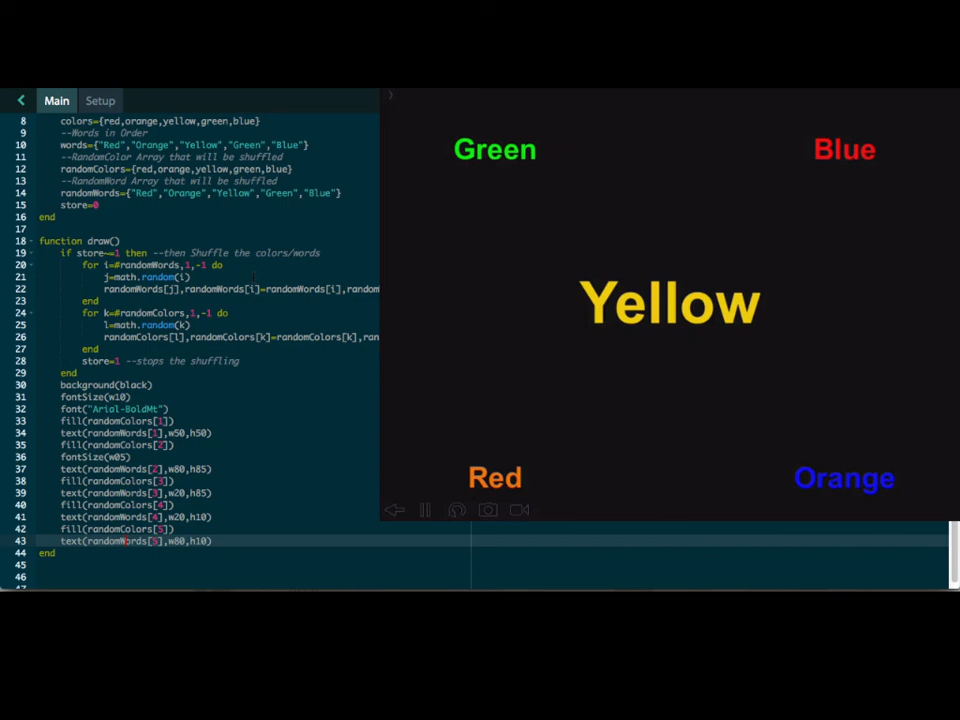 Main Setup
8 colors={red,orange,yellow,green,blue}
9 --Words in Order
10 words={"Red","Orange","Yellow","Green","Blue"}
11 --RandomColor Array that will be shuffled
12 randomColors={red,orange,yellow,green,blue}
13 --RandomWord Array that will be shuffled
14 randomWords={"Red","Orange","Yellow","Green","Blue"}
15 store=0
16 end
17
18 function draw()
19 if store~=1 then --then Shuffle the colors/words
20 for i=#randomWords,1,-1 do
21 j=math.random(i)
22 randomWords[j],randomWords[i]=randomWords[i],random
23 end
24 for k=#randomColors,1,-1 do
25 l=math.random(k)
26 randomColors[l],randomColors[k]=randomColors[k],ran
27 end
28 store=1 --stops the shuffling
29 end
30 background(black)
31 fontSize(w10)
32 font("Arial-BoldMt")
33 fill(randomColors[1])
34 text(randomWords[1],w50,h50)
35 fill(randomColors[2])
36 fontSize(w05)
37 text(randomWords[2],w80,h85)
38 fill(randomColors[3])
39 text(randomWords[3],w20,h85)
40 fill(randomColors[4])
41 text(randomWords[4],w20,h10)
42 fill(randomColors[5])
43 text(randomWords[5],w80,h10)
44 end
45
46
Green Blue
Yellow
Red Orange